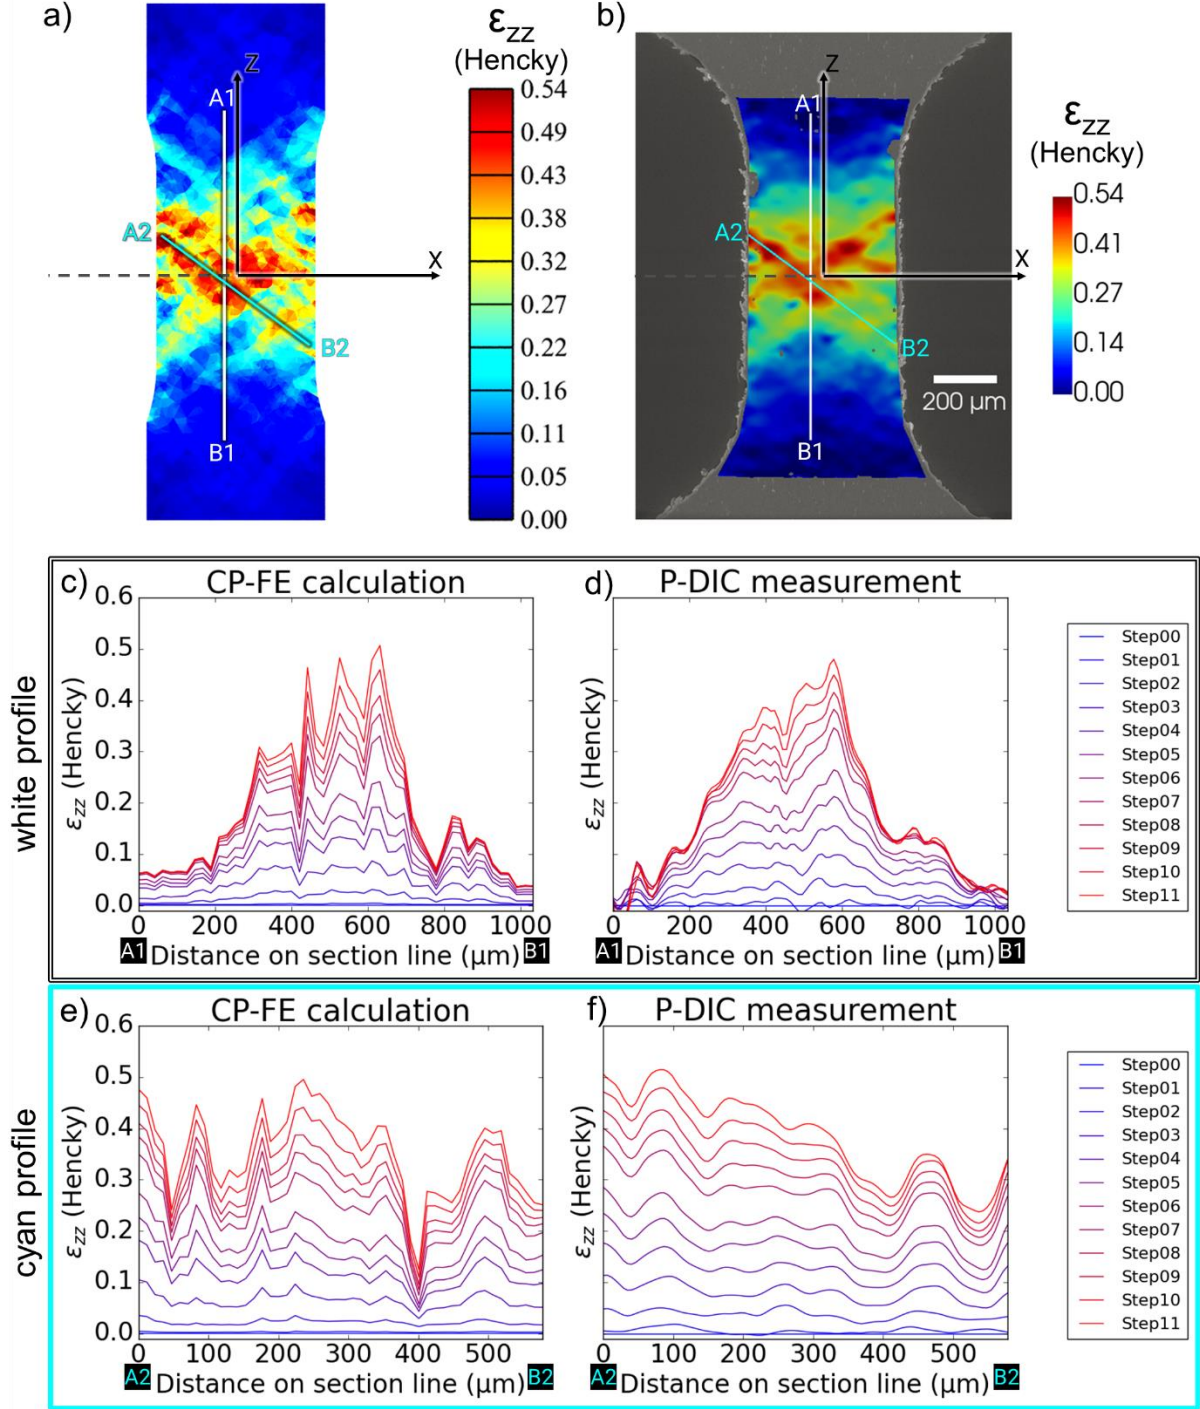 a)
εzz
(Hencky)
Z
A1
A2
X
B2
B1
0.54
0.49
0.43
0.38
0.32
0.27
0.22
0.16
0.11
0.05
0.00
b)
Z
A1
A2
X
B2
B1
200 µm
εzz
(Hencky)
0.54
0.41
0.27
0.14
0.00
white profile
c)
CP-FE calculation
εzz (Hencky)
0.6
0.5
0.4
0.3
0.2
0.1
0.0
0 200 400 600 800 1000
A1 Distance on section line (µm) B1
d)
P-DIC measurement
εzz (Hencky)
0 200 400 600 800 1000
A1 Distance on section line (µm) B1
Step00
Step01
Step02
Step03
Step04
Step05
Step06
Step07
Step08
Step09
Step10
Step11
cyan profile
e)
CP-FE calculation
εzz (Hencky)
0.6
0.5
0.4
0.3
0.2
0.1
0.0
0 100 200 300 400 500
A2 Distance on section line (µm) B2
f)
P-DIC measurement
εzz (Hencky)
0 100 200 300 400 500
A2 Distance on section line (µm) B2
Step00
Step01
Step02
Step03
Step04
Step05
Step06
Step07
Step08
Step09
Step10
Step11